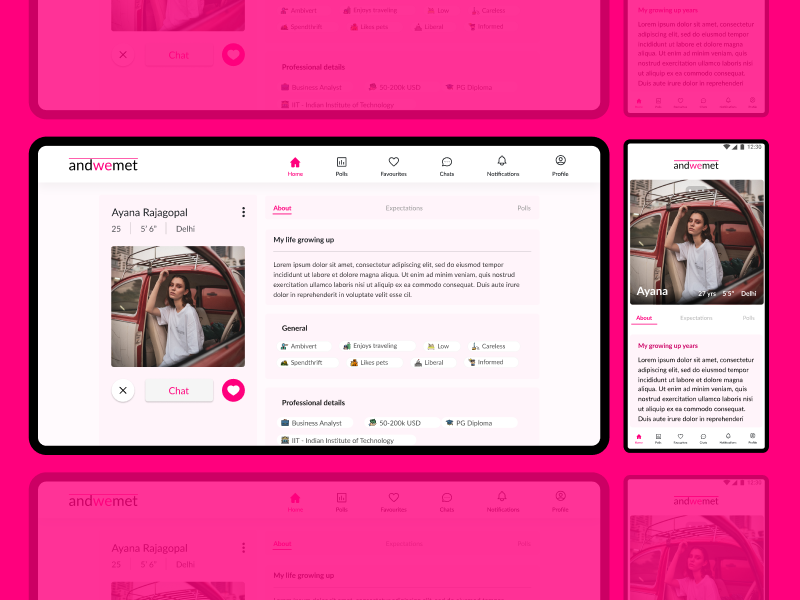 Ambivert
Enjoys traveling
Low
Careless
Spendthrift
Likes pets
Liberal
Informed
Chat
Professional details
Business Analyst
50-200k USD
PG Diploma
IIT - Indian Institute of Technology
My growing up years
Lorem ipsum dolor sit amet, consectetur
adipiscing elit, sed do eiusmod tempor
incididunt ut labore et dolore magna
aliqua. Ut enim ad minim veniam, quis
nostrud exercitation ullamco laboris nisi
ut aliquip ex ea commodo consequat.
Duis aute irure dolor in reprehenderi
andwemet
Home
Polls
Favourites
Chats
Notifications
Profile
Ayana Rajagopal
25
5' 6"
Delhi
Chat
About
Expectations
Polls
My life growing up
Lorem ipsum dolor sit amet, consectetur adipiscing elit, sed do eiusmod tempor
incididunt ut labore et dolore magna aliqua. Ut enim ad minim veniam, quis nostrud
exercitation ullamco laboris nisi ut aliquip ex ea commodo consequat. Duis aute irure
dolor in reprehenderit in voluptate velit esse cil.
General
Ambivert
Enjoys traveling
Low
Careless
Spendthrift
Likes pets
Liberal
Informed
Professional details
Business Analyst
50-200k USD
PG Diploma
IIT - Indian Institute of Technology
12:30
andwemet
Ayana
27 yrs
5'5"
Delhi
About
Expectations
Polls
My growing up years
Lorem ipsum dolor sit amet, consectetur
adipiscing elit, sed do eiusmod tempor
incididunt ut labore et dolore magna
aliqua. Ut enim ad minim veniam, quis
nostrud exercitation ullamco laboris nisi
ut aliquip ex ea commodo consequat.
Duis aute irure dolor in reprehenderi
Home
Polls
Favourites
Chats
Notifications
Profile
andwemet
Home
Polls
Favourites
Chats
Notifications
Profile
Ayana Rajagopal
25
5' 6"
Delhi
About
Expectations
Polls
My life growing up
12:30
andwemet